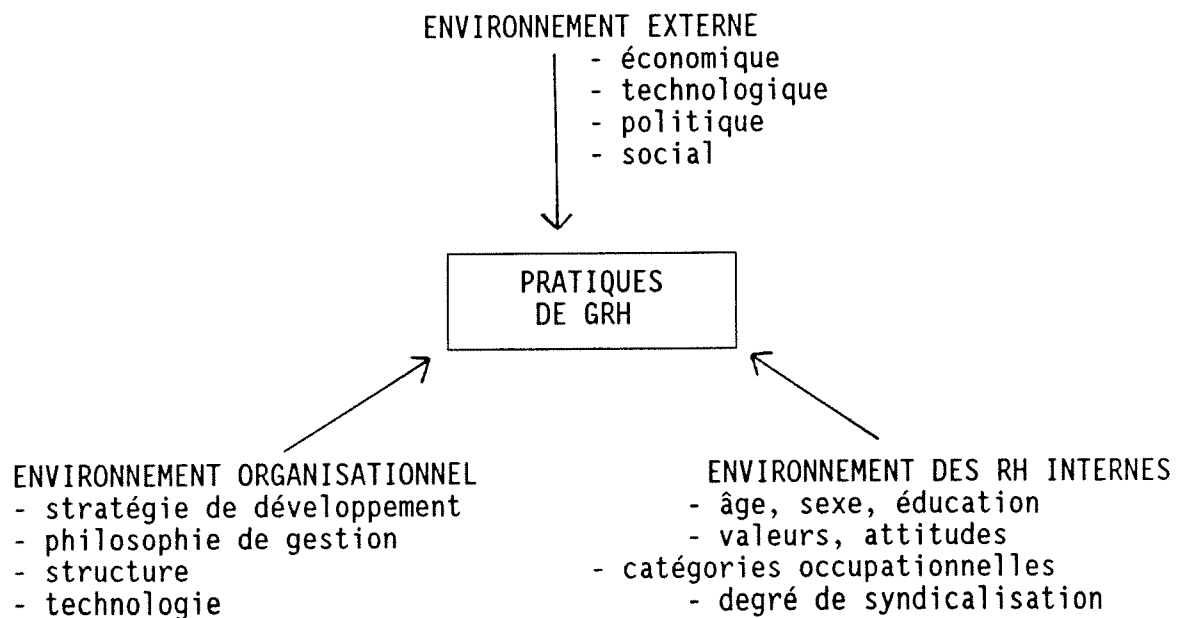 ENVIRONNEMENT EXTERNE
- économique
- technologique
- politique
- social
PRATIQUES
DE GRH
ENVIRONNEMENT ORGANISATIONNEL
- stratégie de développement
- philosophie de gestion
- structure
- technologie
ENVIRONNEMENT DES RH INTERNES
- âge, sexe, éducation
- valeurs, attitudes
- catégories occupationnelles
- degré de syndicalisation